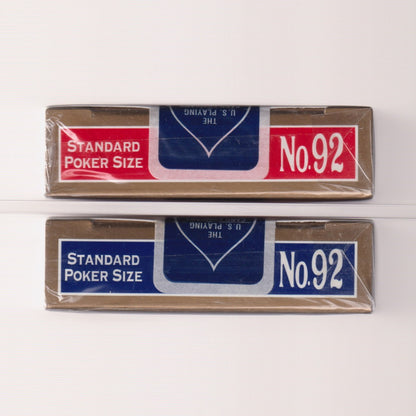 THE
U.S. PLAYING
STANDARD
POKER SIZE
No.92
THE
U.S. PLAYING
STANDARD
POKER SIZE
No.92